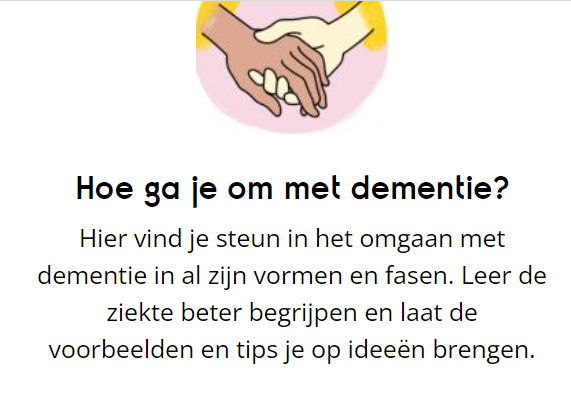 Hoe ga je om met dementie?
Hier vind je steun in het omgaan met
dementie in al zijn vormen en fasen. Leer de
ziekte beter begrijpen en laat de
voorbeelden en tips je op ideeën brengen.